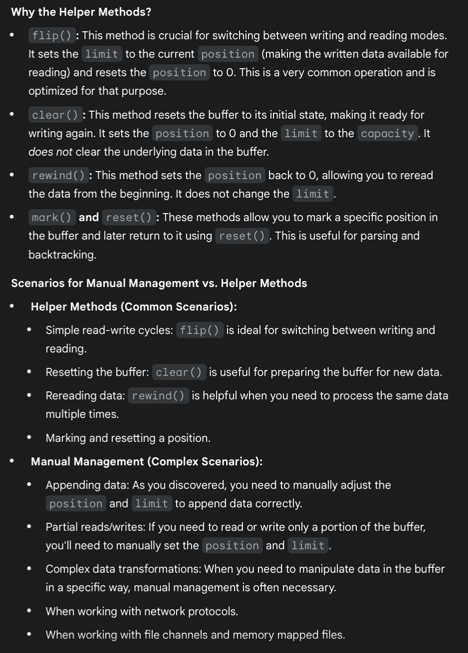 Why the Helper Methods?
• flip() : This method is crucial for switching between writing and reading modes.
It sets the limit to the current position (making the written data available for
reading) and resets the position to 0. This is a very common operation and is
optimized for that purpose.
• clear() : This method resets the buffer to its initial state, making it ready for
writing again. It sets the position to 0 and the limit to the capacity . It
does not clear the underlying data in the buffer.
• rewind() : This method sets the position back to 0, allowing you to reread
the data from the beginning. It does not change the limit .
• mark() and reset() : These methods allow you to mark a specific position in
the buffer and later return to it using reset() . This is useful for parsing and
backtracking.
Scenarios for Manual Management vs. Helper Methods
• Helper Methods (Common Scenarios):
• Simple read-write cycles: flip() is ideal for switching between writing and
reading.
• Resetting the buffer: clear() is useful for preparing the buffer for new data.
• Rereading data: rewind() is helpful when you need to process the same data
multiple times.
• Marking and resetting a position.
• Manual Management (Complex Scenarios):
• Appending data: As you discovered, you need to manually adjust the
position and limit to append data correctly.
• Partial reads/writes: If you need to read or write only a portion of the buffer,
you'll need to manually set the position and limit .
• Complex data transformations: When you need to manipulate data in the buffer
in a specific way, manual management is often necessary.
• When working with network protocols.
• When working with file channels and memory mapped files.